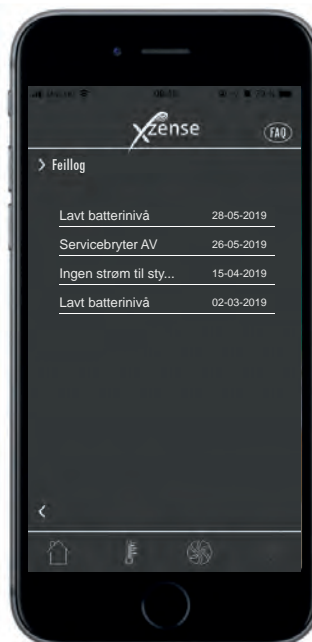 xzense
FAQ
> Feillog
Lavt batterinivå 28-05-2019
Servicebryter AV 26-05-2019
Ingen strøm til sty... 15-04-2019
Lavt batterinivå 02-03-2019
<